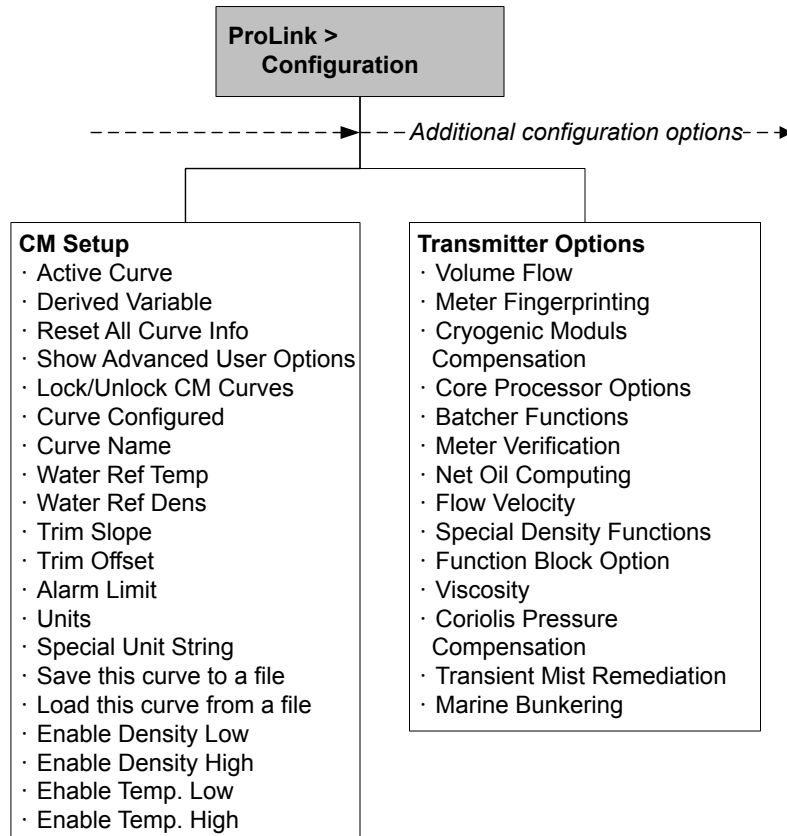 ProLink >
Configuration
Additional configuration options
CM Setup
· Active Curve
· Derived Variable
· Reset All Curve Info
· Show Advanced User Options
· Lock/Unlock CM Curves
· Curve Configured
· Curve Name
· Water Ref Temp
· Water Ref Dens
· Trim Slope
· Trim Offset
· Alarm Limit
· Units
· Special Unit String
· Save this curve to a file
· Load this curve from a file
· Enable Density Low
· Enable Density High
· Ehable Temp. Low
· Enable Temp. High
Transmitter Options
· Volume Flow
· Meter Fingerprinting
· Cryogenic Moduls
Compensation
· Core Processor Options
· Batcher Functions
· Meter Verification
· Net Oil Computing
· Flow Velocity
· Special Density Functions
· Function Block Option
· Viscosity
· Coriolis Pressure
Compensation
· Transient Mist Remediation
· Marine Bunkering